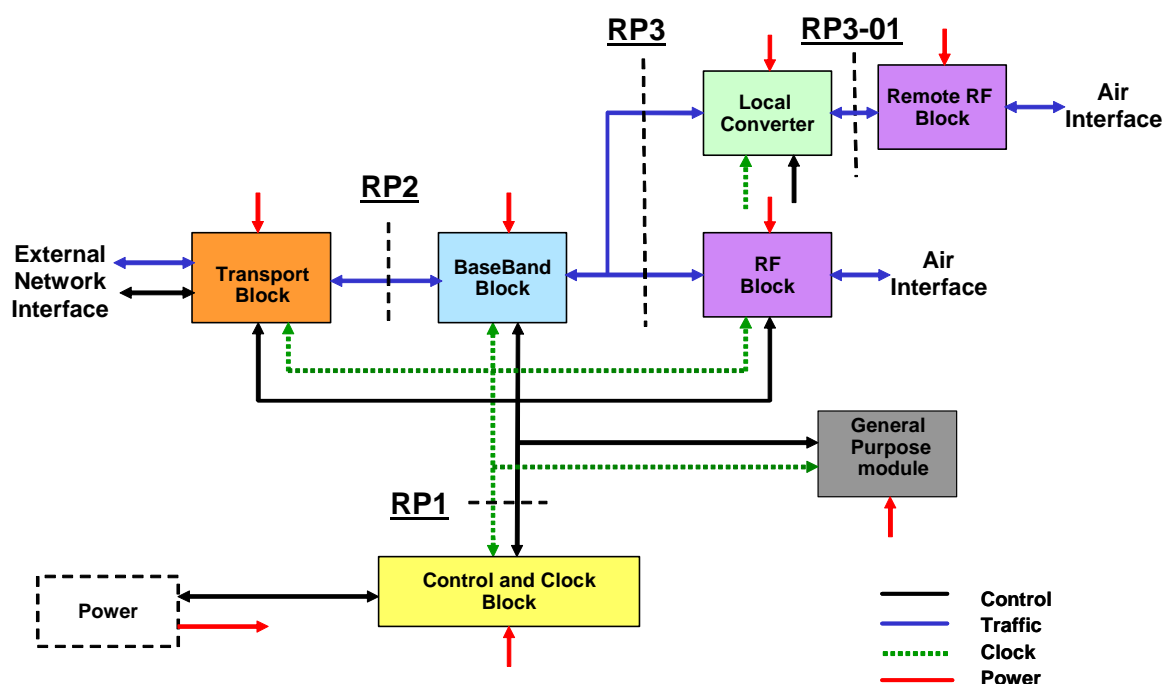 RP3
RP3-01
Local
Converter
Remote RF
Block
Air
Interface
RP2
External
Network
Interface
Transport
Block
BaseBand
Block
RF
Block
Air
Interface
General
Purpose
module
RP1
Control and Clock
Block
Power
Control
Traffic
Clock
Power